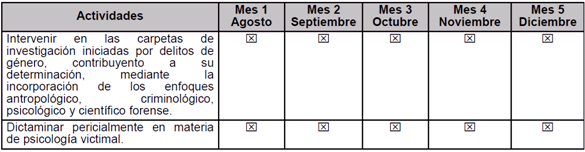 Actividades
Mes 1
Agosto
Mes 2
Septiembre
Mes 3
Octubre
Mes 4
Noviembre
Mes 5
Diciembre
Intervenir en las carpetas de
investigación iniciadas por delitos de
género, contribuyento a su
determinación, mediante la
incorporación de los enfoques
antropológico, criminológico,
psicológico y científico forense.
☒ ☒ ☒ ☒ ☒
Dictaminar pericialmente en materia
de psicología victimal.
☒ ☒ ☒ ☒ ☒